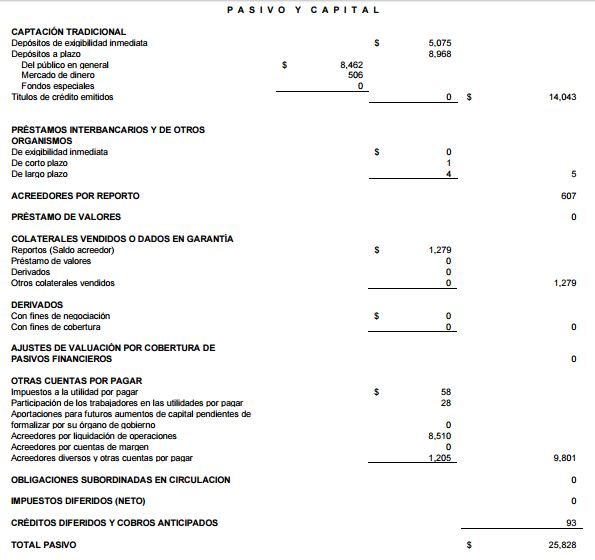 PASIVO Y CAPITAL
CAPTACIÓN TRADICIONAL
Depósitos de exigibilidad inmediata $ 5,075
Depósitos a plazo 8,968
Del público en general $ 8,462
Mercado de dinero 506
Fondos especiales 0
Titulos de crédito emitidos 0 $ 14,043
PRÉSTAMOS INTERBANCARIOS Y DE OTROS
ORGANISMOS
De exigibilidad inmediata $ 0
De corto plazo 1
De largo plazo 4 5
ACREEDORES POR REPORTO 607
PRÉSTAMO DE VALORES 0
COLATERALES VENDIDOS O DADOS EN GARANTÍA
Reportos (Saldo acreedor) $ 1,279
Préstamo de valores 0
Derivados 0
Otros colaterales vendidos 0 1,279
DERIVADOS
Con fines de negociación $ 0
Con fines de cobertura 0 0
AJUSTES DE VALUACIÓN POR COBERTURA DE
PASIVOS FINANCIEROS 0
OTRAS CUENTAS POR PAGAR
Impuestos a la utilidad por pagar $ 58
Participación de los trabajadores en las utilidades por pagar 28
Aportaciones para futuros aumentos de capital pendientes de
formalizar por su órgano de gobierno 0
Acreedores por liquidación de operaciones 8,510
Acreedores por cuentas de margen 0
Acreedores diversos y otras cuentas por pagar 1,205 9,801
OBLIGACIONES SUBORDINADAS EN CIRCULACION 0
IMPUESTOS DIFERIDOS (NETO) 0
CRÉDITOS DIFERIDOS Y COBROS ANTICIPADOS 93
TOTAL PASIVO $ 25,828